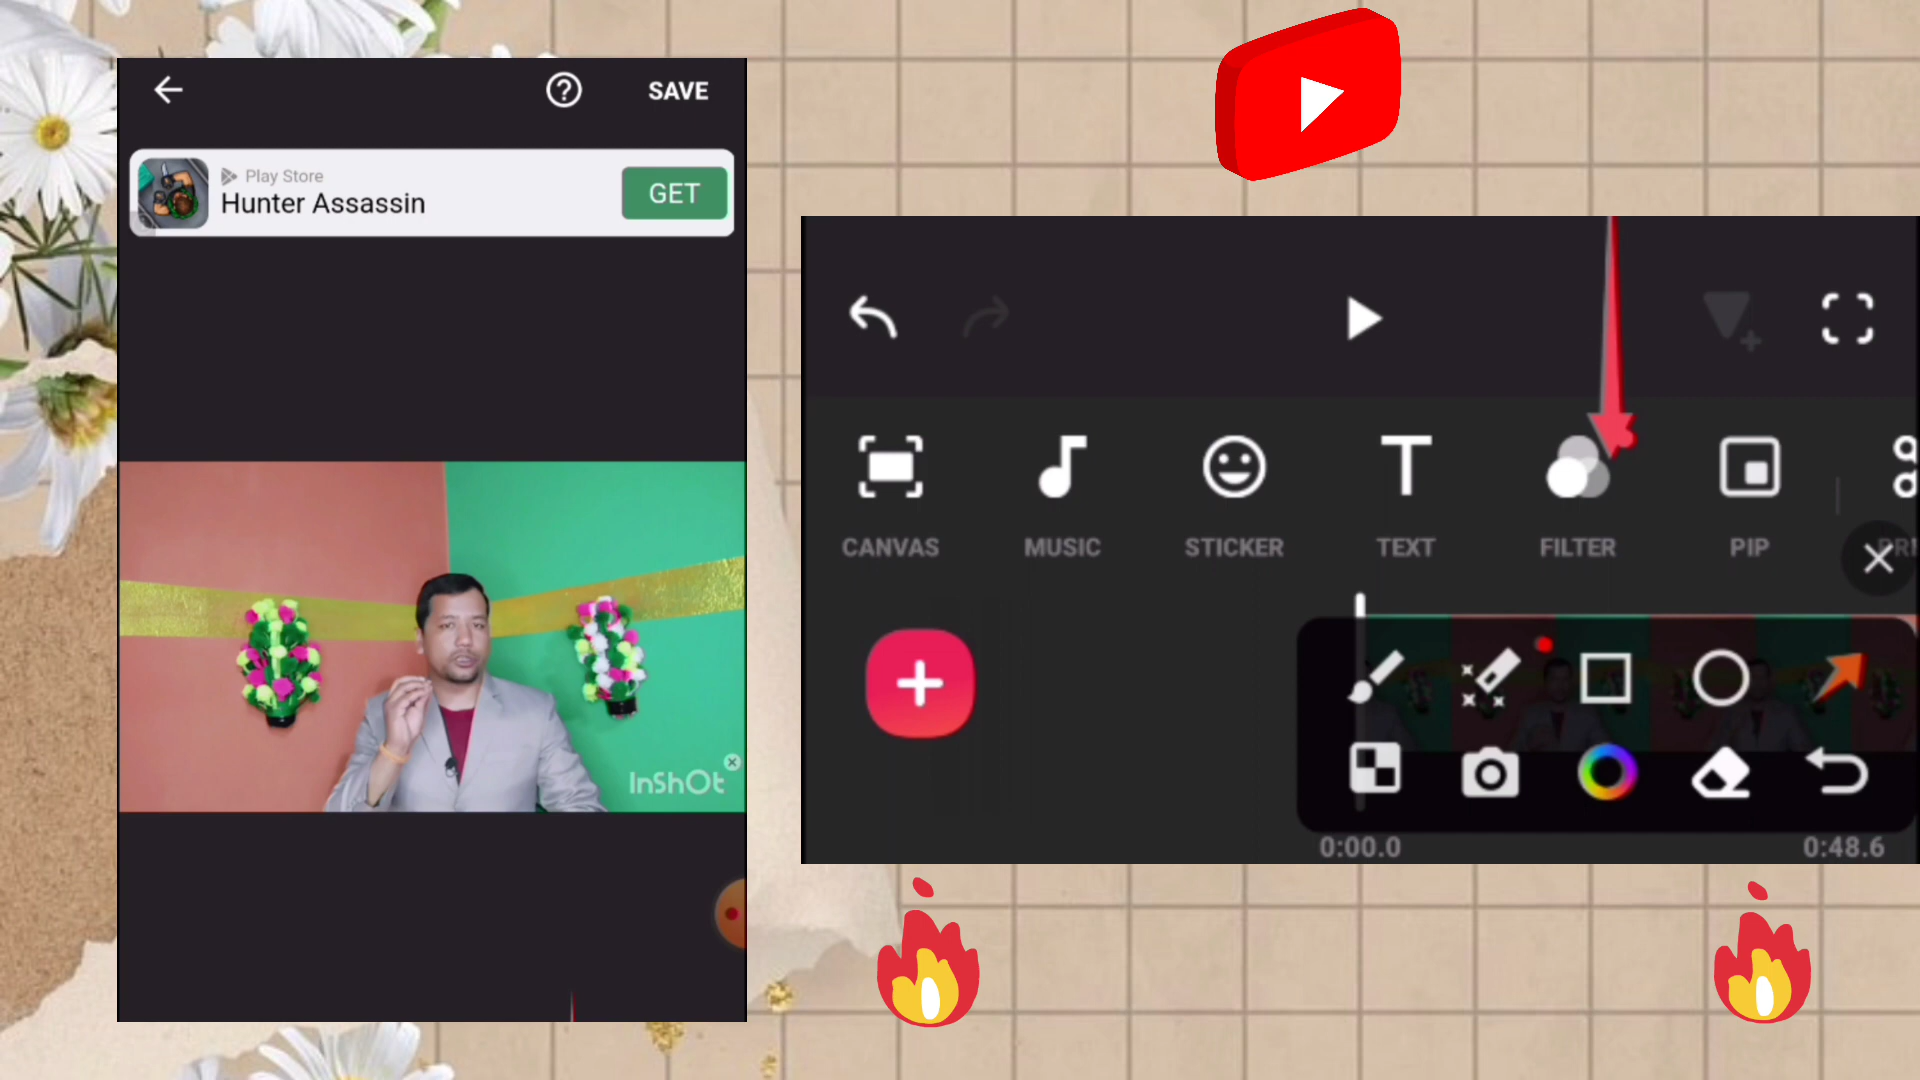 SAVE
Play Store
Hunter Assassin
GET
InShOt
CANVAS
MUSIC
STICKER
TEXT
FILTER
PIP
0:00.0
0:48.6